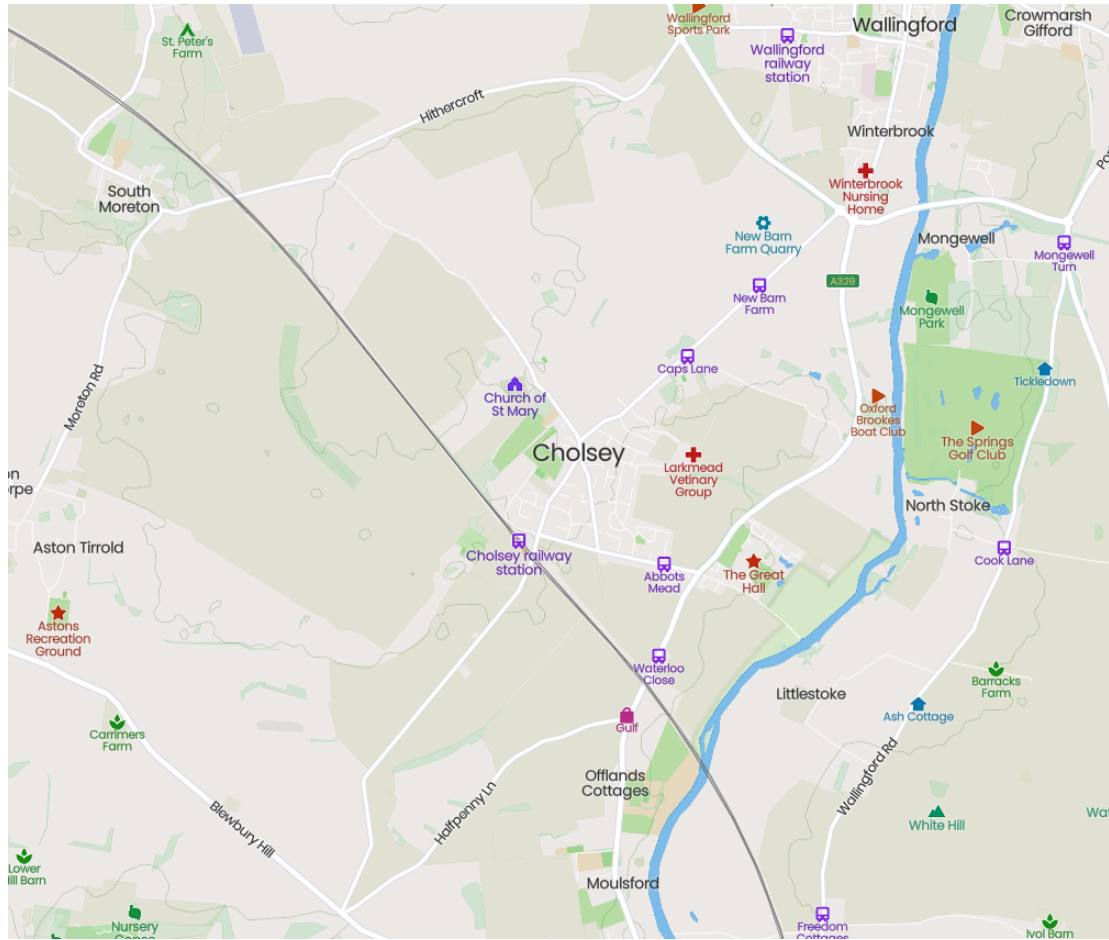 Wallingford
Sports Park
Wallingford
Crowmarsh
Gifford
St. Peter's
Farm
Wallingford
railway
station
Hithercroft
Winterbrook
South
Moreton
Winterbrook
Nursing
Home
New Barn
Farm Quarry
Mongewell
Mongewell
Turn
A329
New Barn
Farm
Mongewell
Park
Moreton Rd
Caps Lane
Tickledown
Church of
St Mary
Oxford
Brookes
Boat Club
The Springs
Golf Club
Cholsey
Larkmead
Vetinary
Group
North Stoke
Aston Tirrold
Cholsey railway
station
Abbots
Mead
The Great
Hall
Cook Lane
Astons
Recreation
Ground
Waterloo
Close
Littlestoke
Barracks
Farm
Ash Cottage
Gulf
Carrimers
Farm
Offlands
Cottages
Wallingford Rd
Halfpenny Ln
Blewbury Hill
White Hill
Lower
Moulsford
Nursery
Freedom
Cottages
Ivol Barn